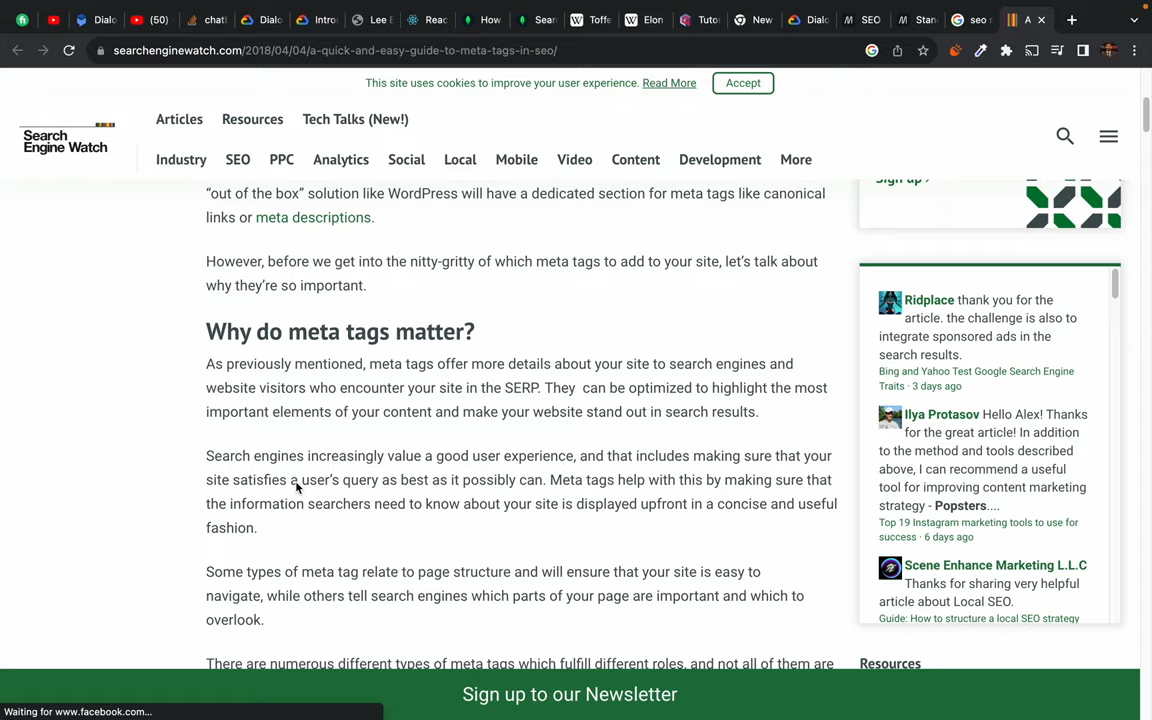 Dialo
(50)
chatl
Dialo
Intro
Lee E
Reac
How
Sear
Toffe
Elon
Tutor
New
Dialo
SEO
Stan
seo r
A
searchenginewatch.com/2018/04/04/a-quick-and-easy-guide-to-meta-tags-in-seo/
This site uses cookies to improve your user experience. Read More
Accept
Search
Engine Watch
Articles Resources Tech Talks (New!)
Industry SEO PPC Analytics Social Local Mobile Video Content Development More
“out of the box” solution like WordPress will have a dedicated section for meta tags like canonical
links or meta descriptions.
However, before we get into the nitty-gritty of which meta tags to add to your site, let’s talk about
why they’re so important.
Why do meta tags matter?
As previously mentioned, meta tags offer more details about your site to search engines and
website visitors who encounter your site in the SERP. They can be optimized to highlight the most
important elements of your content and make your website stand out in search results.
Search engines increasingly value a good user experience, and that includes making sure that your
site satisfies a user’s query as best as it possibly can. Meta tags help with this by making sure that
the information searchers need to know about your site is displayed upfront in a concise and useful
fashion.
Some types of meta tag relate to page structure and will ensure that your site is easy to
navigate, while others tell search engines which parts of your page are important and which to
overlook.
There are numerous different types of meta tags which fulfill different roles, and not all of them are
Sign up ›
Ridplace thank you for the
article. the challenge is also to
integrate sponsored ads in the
search results.
Bing and Yahoo Test Google Search Engine
Traits · 3 days ago
Ilya Protasov Hello Alex! Thanks
for the great article! In addition
to the method and tools described
above, I can recommend a useful
tool for improving content marketing
strategy - Popsters....
Top 19 Instagram marketing tools to use for
success · 6 days ago
Scene Enhance Marketing L.L.C
Thanks for sharing very helpful
article about Local SEO.
Guide: How to structure a local SEO strategy
Resources
Sign up to our Newsletter
Waiting for www.facebook.com...